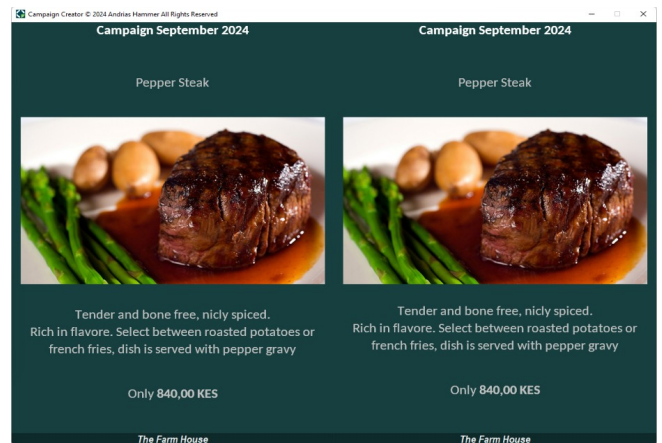 Campaign Creator © 2024 Andrias Hammer All Rights Reserved
Campaign September 2024
Pepper Steak
Tender and bone free, nicly spiced.
Rich in flavore. Select between roasted potatoes or
french fries, dish is served with pepper gravy
Only 840,00 KES
The Farm House
Campaign September 2024
Pepper Steak
Tender and bone free, nicly spiced.
Rich in flavore. Select between roasted potatoes or
french fries, dish is served with pepper gravy
Only 840,00 KES
The Farm House